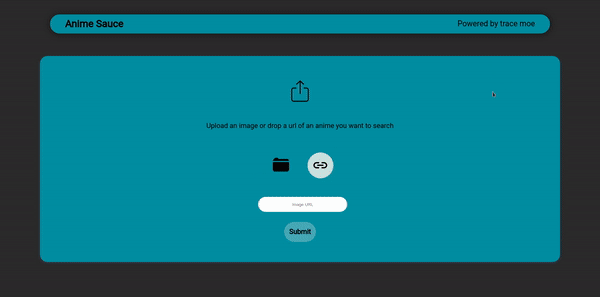 Anime Sauce
Powered by trace moe
Upload an image or drop a url of an anime you want to search
Image URL
Submit